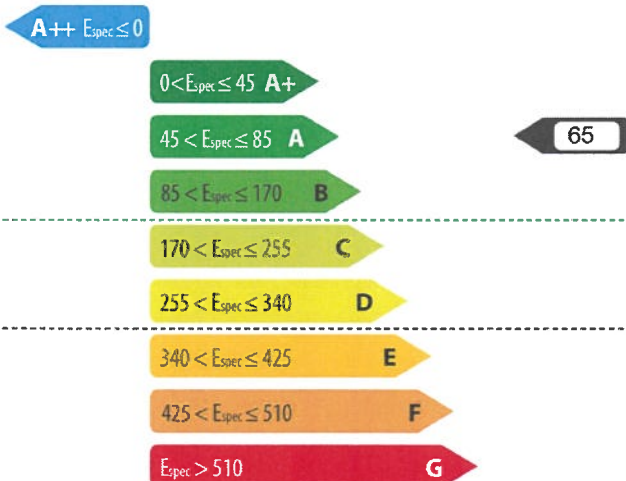 A++ Espec ≤ 0
0 < Espec ≤ 45 A+
45 < Espec ≤ 85 A
65
85 < Espec ≤ 170 B
170 < Espec ≤ 255 C
255 < Espec ≤ 340 D
340 < Espec ≤ 425 E
425 < Espec ≤ 510 F
Espec > 510 G